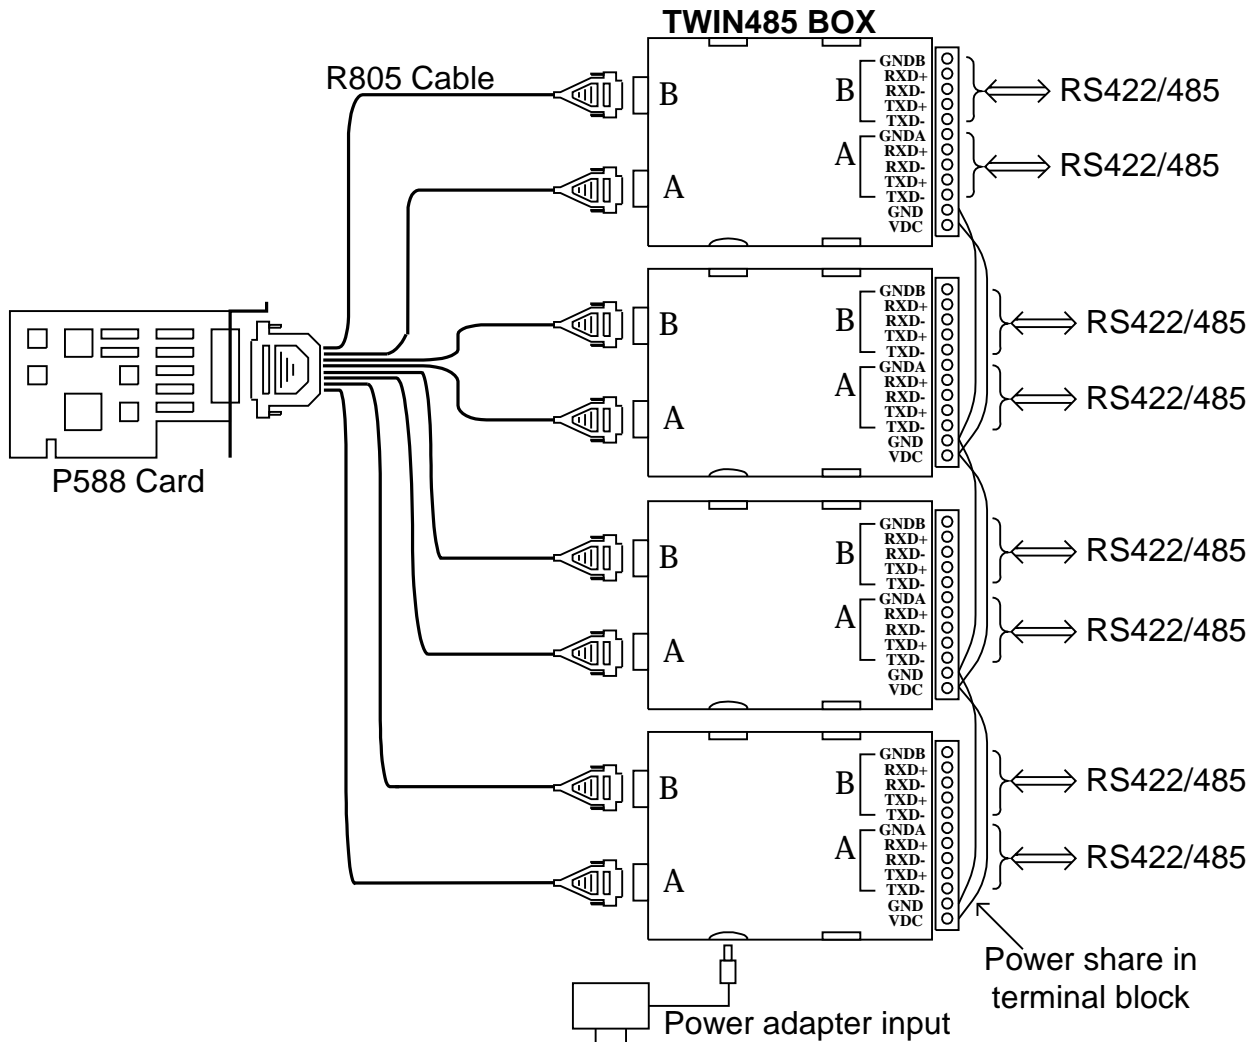 TWIN485 BOX
R805 Cable
B
B
GNDB
RXD+
RXD-
TXD+
TXD-
RS422/485
A
A
GNDA
RXD+
RXD-
TXD+
TXD-
RS422/485
GND
VDC
B
B
GNDB
RXD+
RXD-
TXD+
TXD-
RS422/485
A
A
GNDA
RXD+
RXD-
TXD+
TXD-
RS422/485
GND
VDC
P588 Card
B
B
GNDB
RXD+
RXD-
TXD+
TXD-
RS422/485
A
A
GNDA
RXD+
RXD-
TXD+
TXD-
RS422/485
GND
VDC
B
B
GNDB
RXD+
RXD-
TXD+
TXD-
RS422/485
A
A
GNDA
RXD+
RXD-
TXD+
TXD-
RS422/485
GND
VDC
Power share in
terminal block
Power adapter input